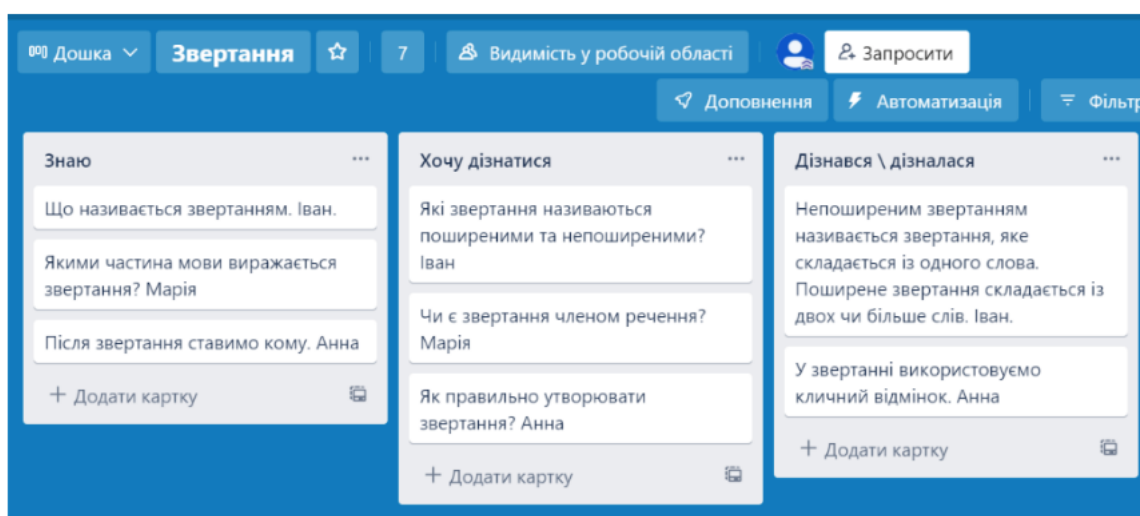 Дошка
Звертання
7
Видимість у робочій області
Запросити
Доповнення
Автоматизація
Фільтр
Знаю
Що називається звертанням. Іван.
Якими частина мови виражається
звертання? Марія
Після звертання ставимо кому. Анна
+ Додати картку
Хочу дізнатися
Які звертання називаються
поширеними та непоширеними?
Іван
Чи є звертання членом речення?
Марія
Як правильно утворювати
звертання? Анна
+ Додати картку
Дізнався \ дізналася
Непоширеним звертанням
називається звертання, яке
складається із одного слова.
Поширене звертання складається із
двох чи більше слів. Іван.
У звертанні використовуємо
кличний відмінок. Анна
+ Додати картку